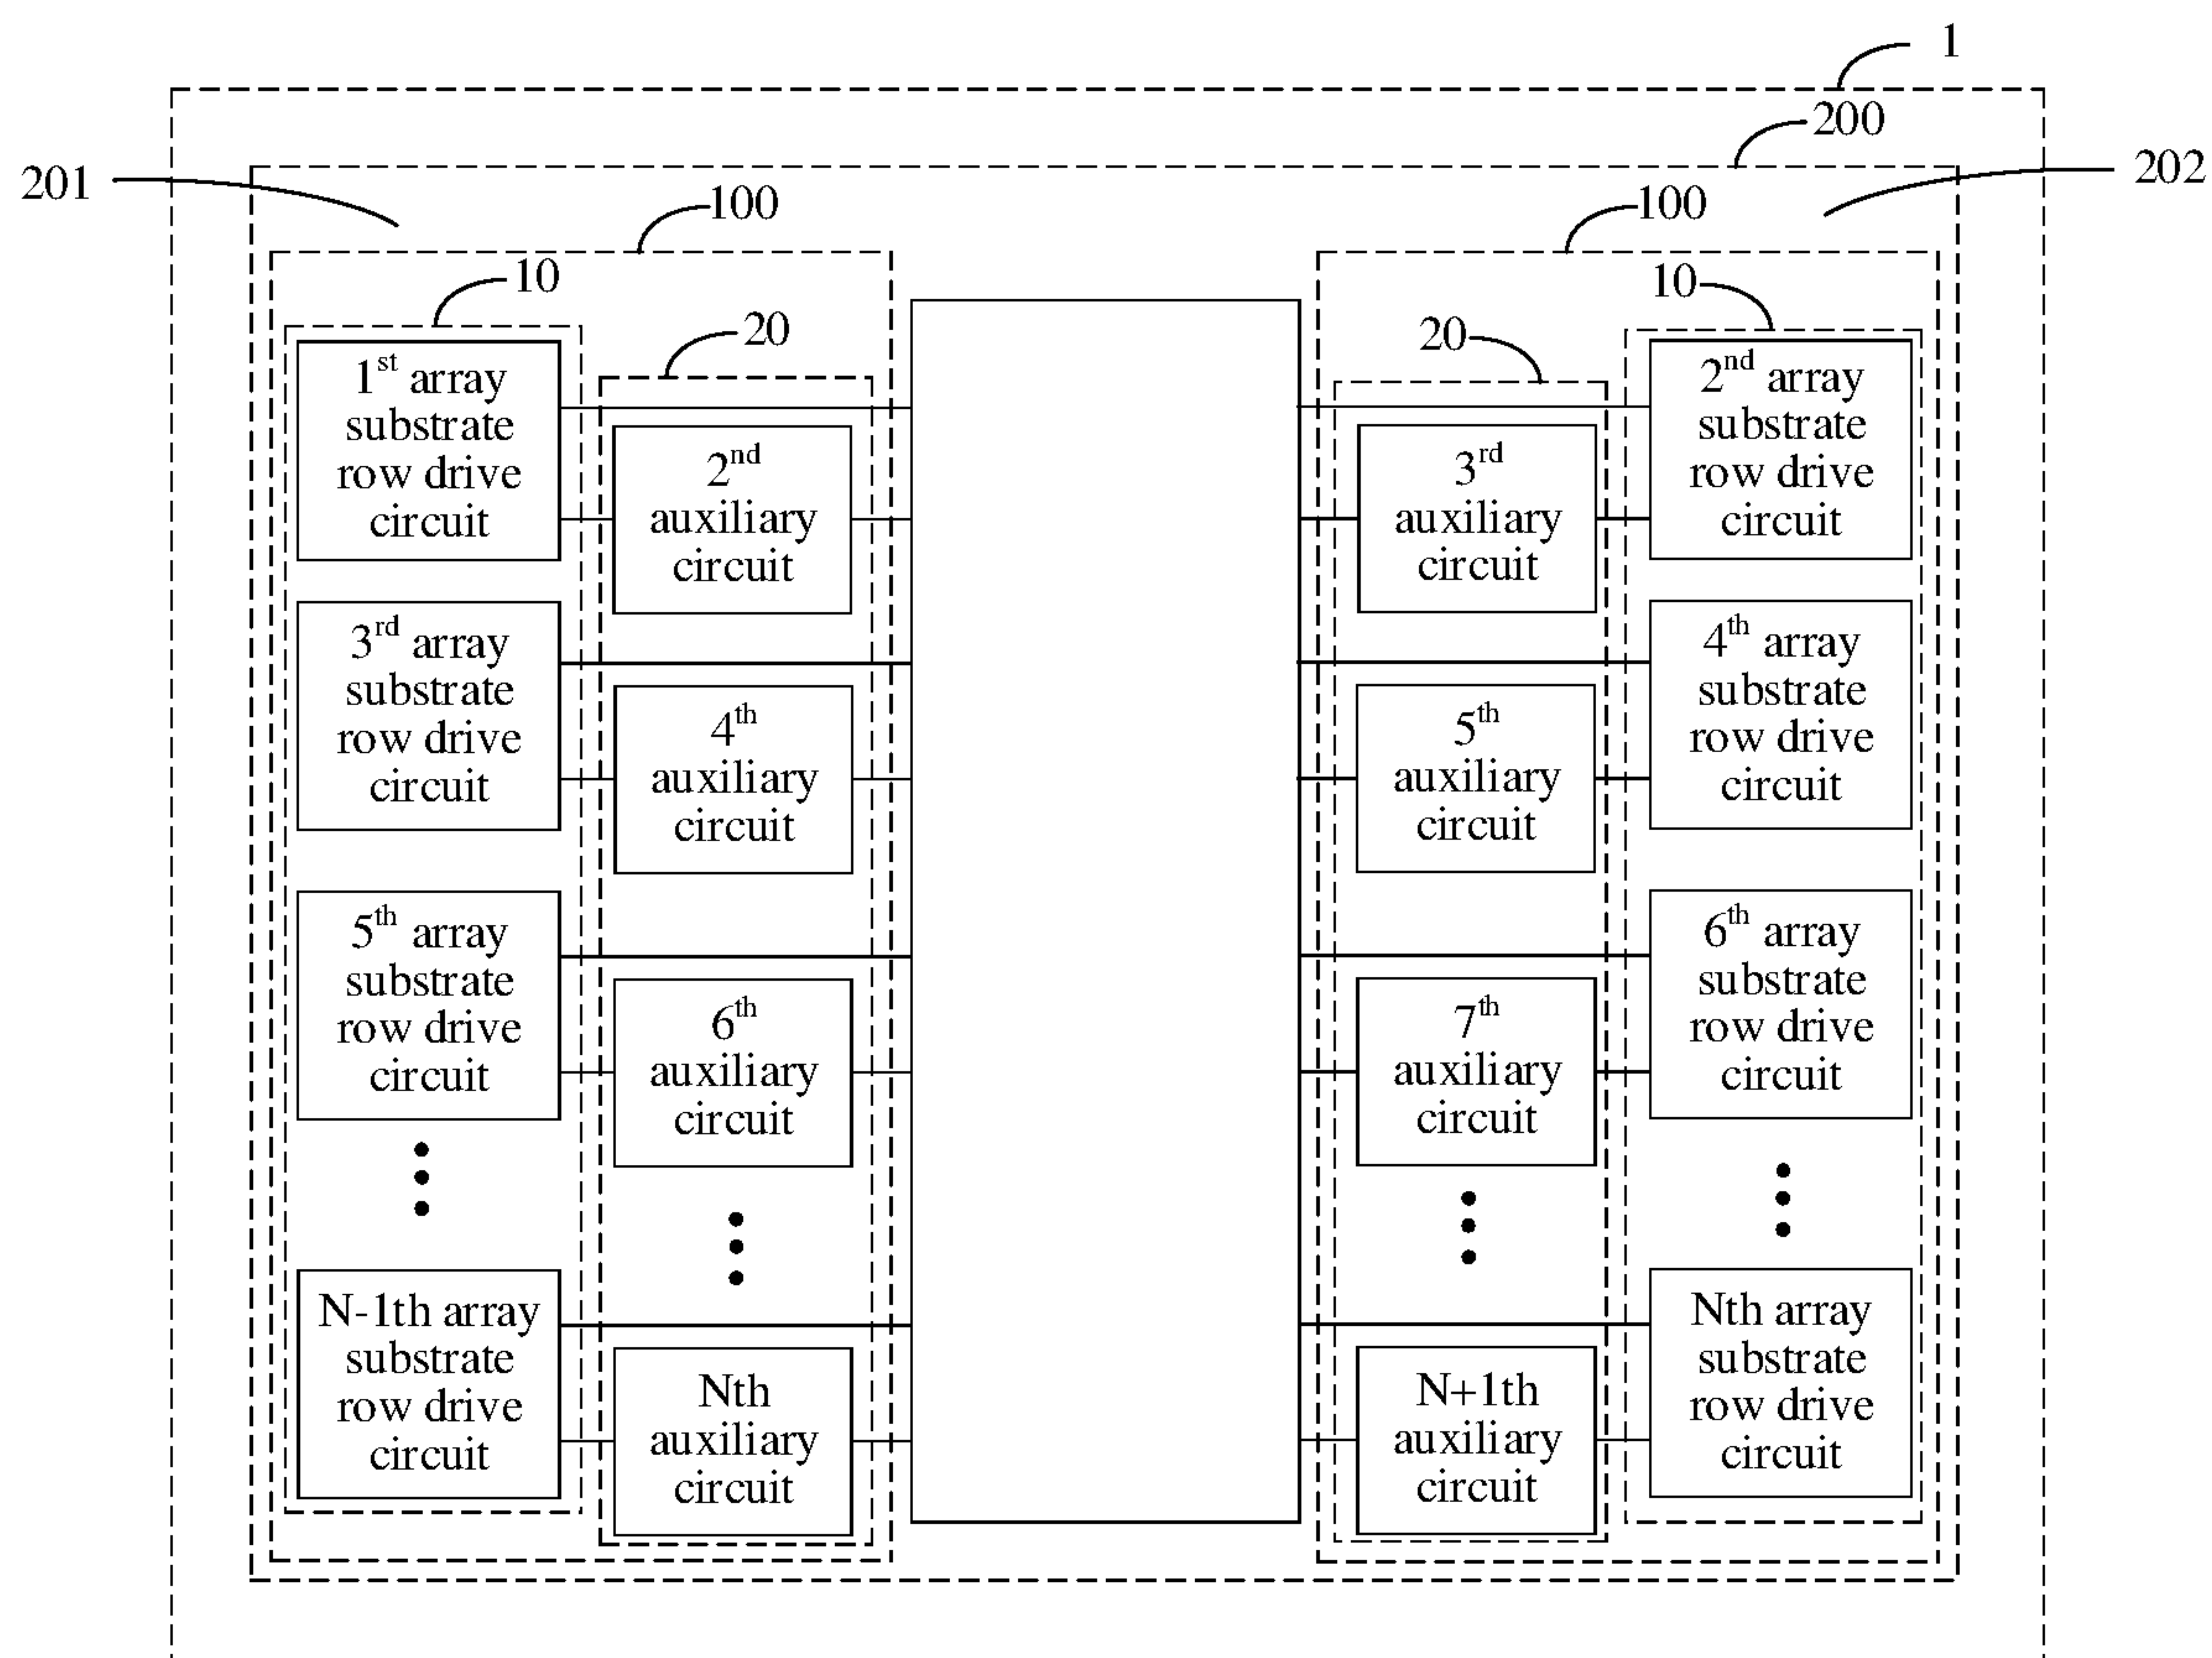 1
200
201
202
100
100
10
10
20
20
1st array
substrate
row drive
circuit
2nd
auxiliary
circuit
3rd
auxiliary
circuit
2nd array
substrate
row drive
circuit
3rd array
substrate
row drive
circuit
4th
auxiliary
circuit
5th
auxiliary
circuit
4th array
substrate
row drive
circuit
5th array
substrate
row drive
circuit
6th
auxiliary
circuit
7th
auxiliary
circuit
6th array
substrate
row drive
circuit
N-1th array
substrate
row drive
circuit
Nth
auxiliary
circuit
N+1th
auxiliary
circuit
Nth array
substrate
row drive
circuit